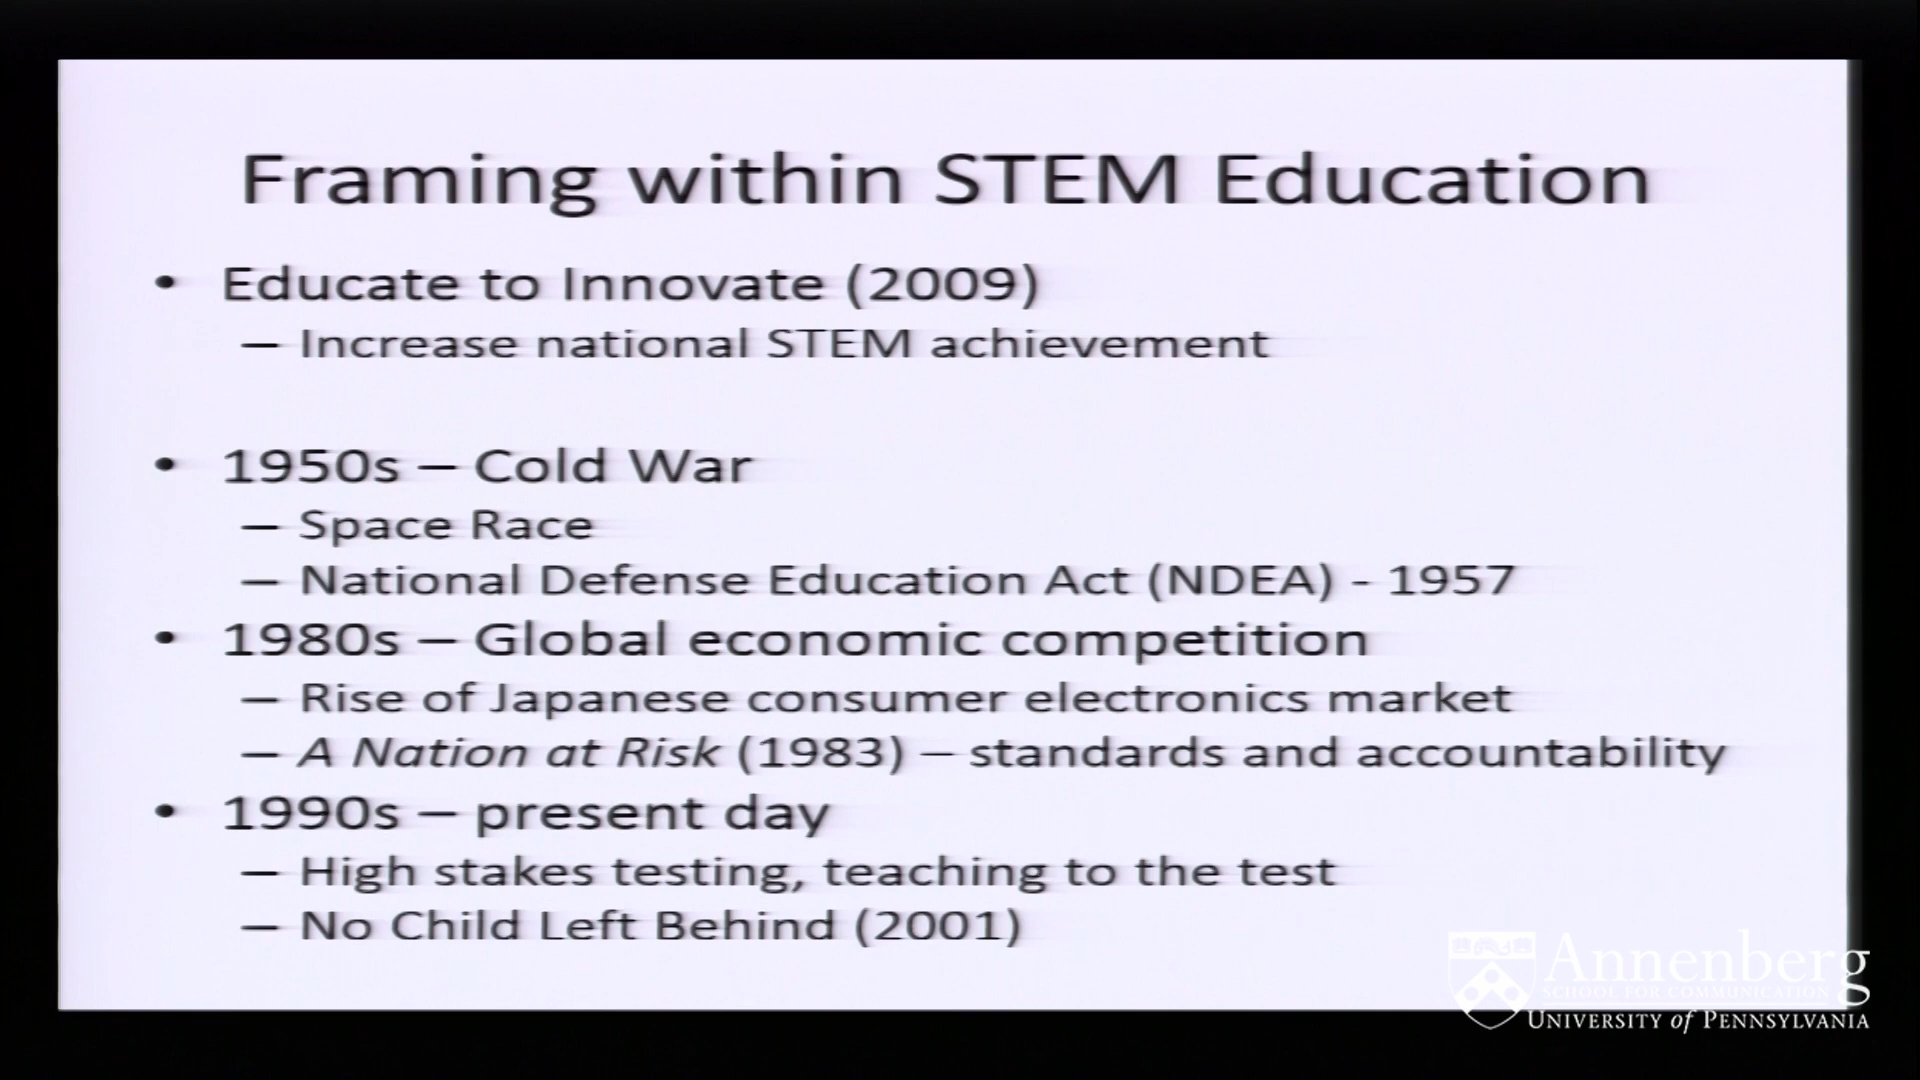 Framing within STEM Education
• Educate to Innovate (2009)
– Increase national STEM achievement
• 1950s – Cold War
– Space Race
– National Defense Education Act (NDEA) - 1957
• 1980s – Global economic competition
– Rise of Japanese consumer electronics market
– A Nation at Risk (1983) – standards and accountability
• 1990s – present day
– High stakes testing, teaching to the test
– No Child Left Behind (2001)
Annenberg
SCHOOL FOR COMMUNICATION
UNIVERSITY of PENNSYLVANIA